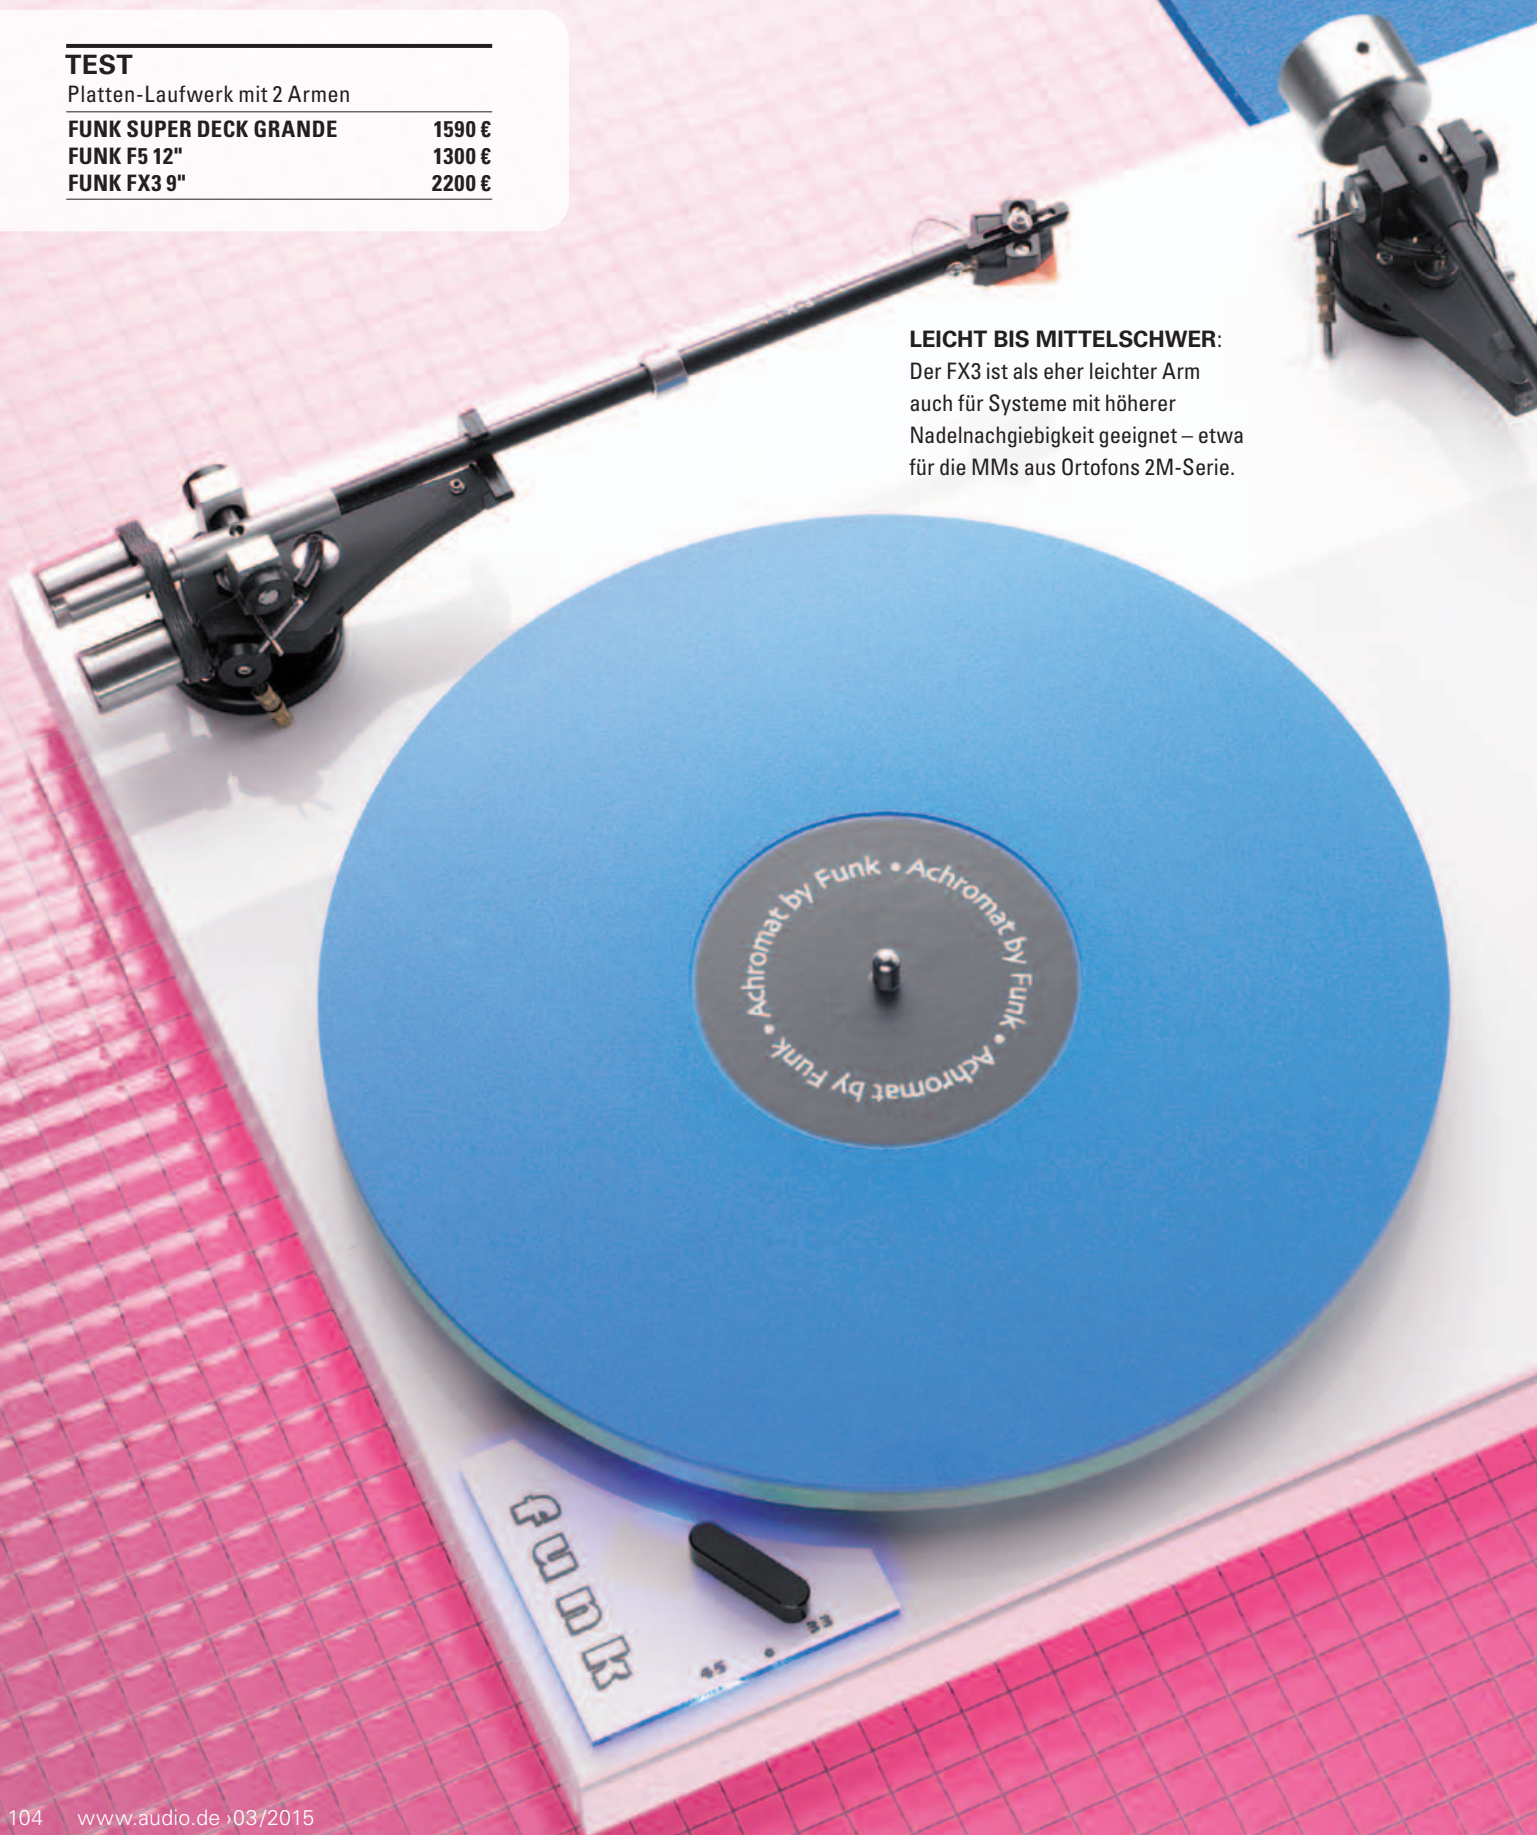 TEST
Platten-Laufwerk mit 2 Armen
FUNK SUPER DECK GRANDE 1590 €
FUNK F5 12" 1300 €
FUNK FX3 9" 2200 €
LEICHT BIS MITTELSCHWER:
Der FX3 ist als eher leichter Arm
auch für Systeme mit höherer
Nadelnachgiebigkeit geeignet – etwa
für die MMs aus Ortofons 2M-Serie.
Achromat by Funk • Achromat by Funk • Achromat by Funk •
funk
45 • 33
104 www.audio.de ›03/2015